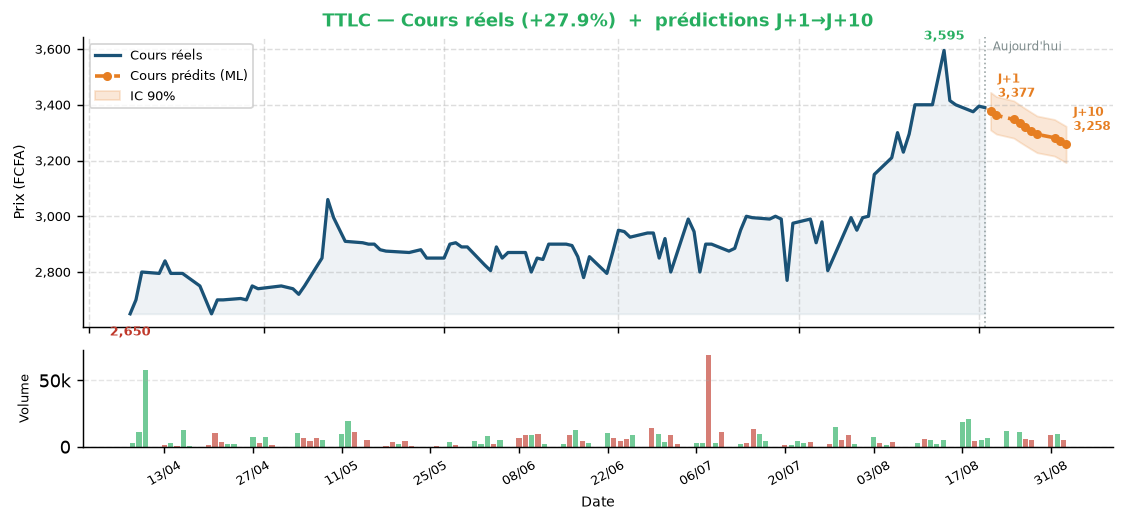 TTLC — Cours réels (+27.9%) + prédictions J+1→J+10
Cours réels
Cours prédits (ML)
IC 90%
3,595
Aujourd'hui
J+1
3,377
J+10
3,258
2,650
Prix (FCFA)
3,600
3,400
3,200
3,000
2,800
Volume
50k
0
13/04
27/04
11/05
25/05
08/06
22/06
06/07
20/07
03/08
17/08
31/08
Date